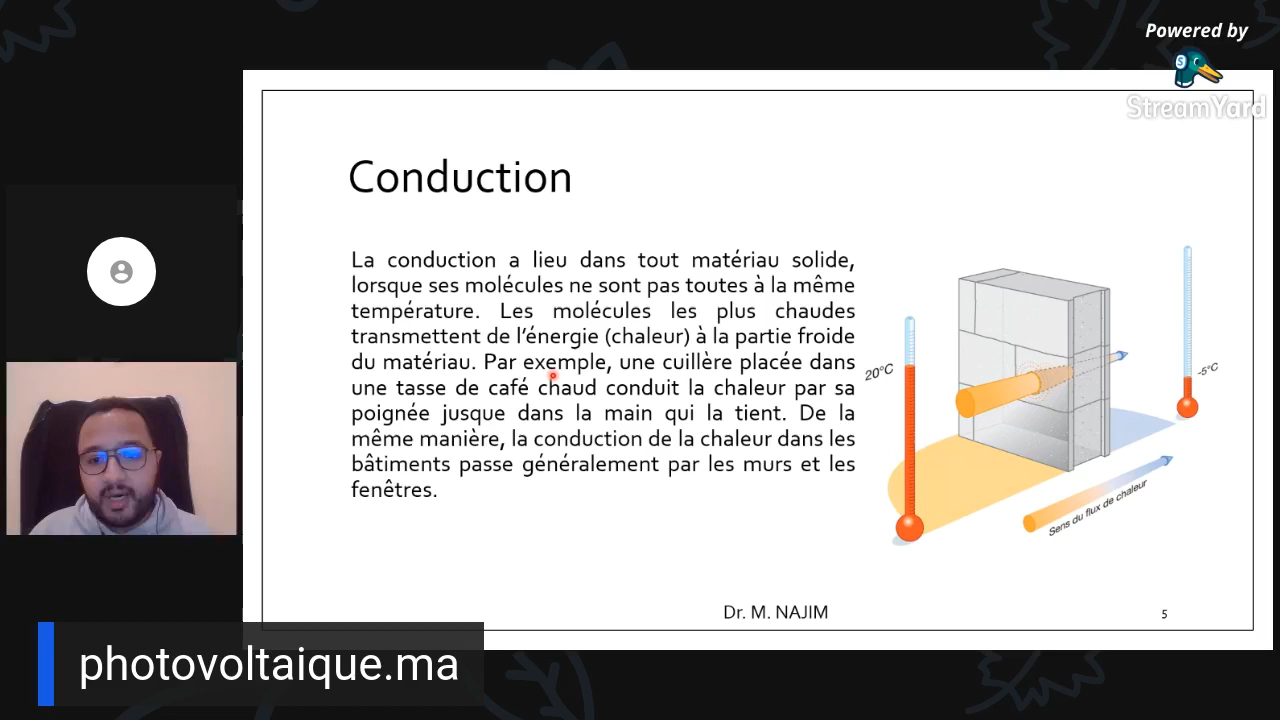 Powered by
StreamYard
Conduction
La conduction a lieu dans tout matériau solide,
lorsque ses molécules ne sont pas toutes à la même
température. Les molécules les plus chaudes
transmettent de l'énergie (chaleur) à la partie froide
du matériau. Par exemple, une cuillère placée dans
une tasse de café chaud conduit la chaleur par sa
poignée jusque dans la main qui la tient. De la
même manière, la conduction de la chaleur dans les
bâtiments passe généralement par les murs et les
fenêtres.
20°C
-5°C
Sens du flux de chaleur
Dr. M. NAJIM
5
photovoltaique.ma